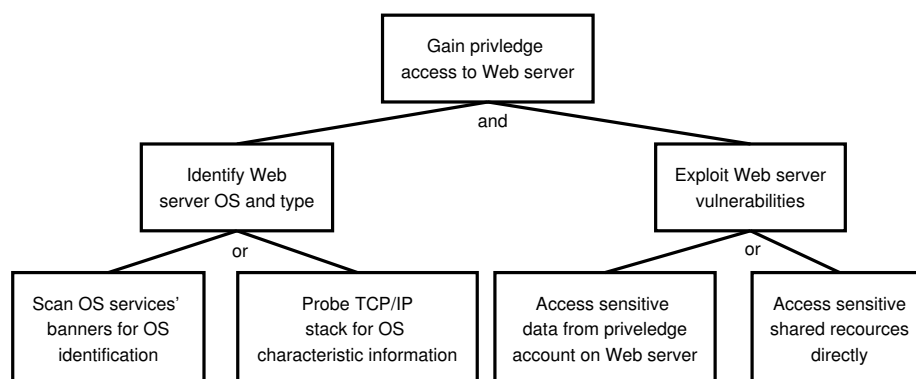 Gain privledge
access to Web server
and
Identify Web
server OS and type
Exploit Web server
vulnerabilities
or
or
Scan OS services'
banners for OS
identification
Probe TCP/IP
stack for OS
characteristic information
Access sensitive
data from priveledge
account on Web server
Access sensitive
shared recources
directly